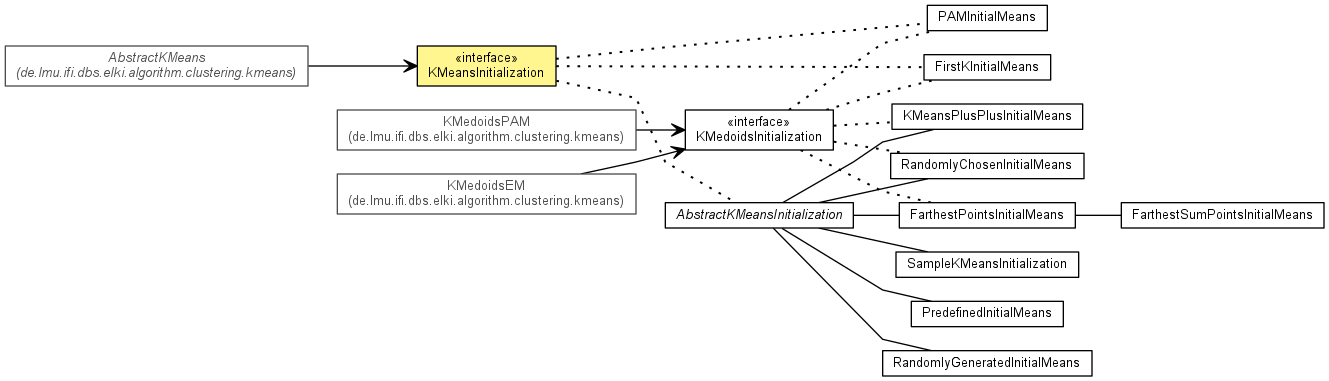 PAMInitialMeans
AbstractKMeans
(de.lmu.ifi.dbs.elki.algorithm.clustering.kmeans)
«interface»
KMeansInitialization
FirstKInitialMeans
KMedoidsPAM
(de.lmu.ifi.dbs.elki.algorithm.clustering.kmeans)
«interface»
KMedoidsInitialization
KMeansPlusPlusInitialMeans
RandomlyChosenInitialMeans
KMedoidsEM
(de.lmu.ifi.dbs.elki.algorithm.clustering.kmeans)
AbstractKMeansInitialization
FarthestPointsInitialMeans
FarthestSumPointsInitialMeans
SampleKMeansInitialization
PredefinedInitialMeans
RandomlyGeneratedInitialMeans